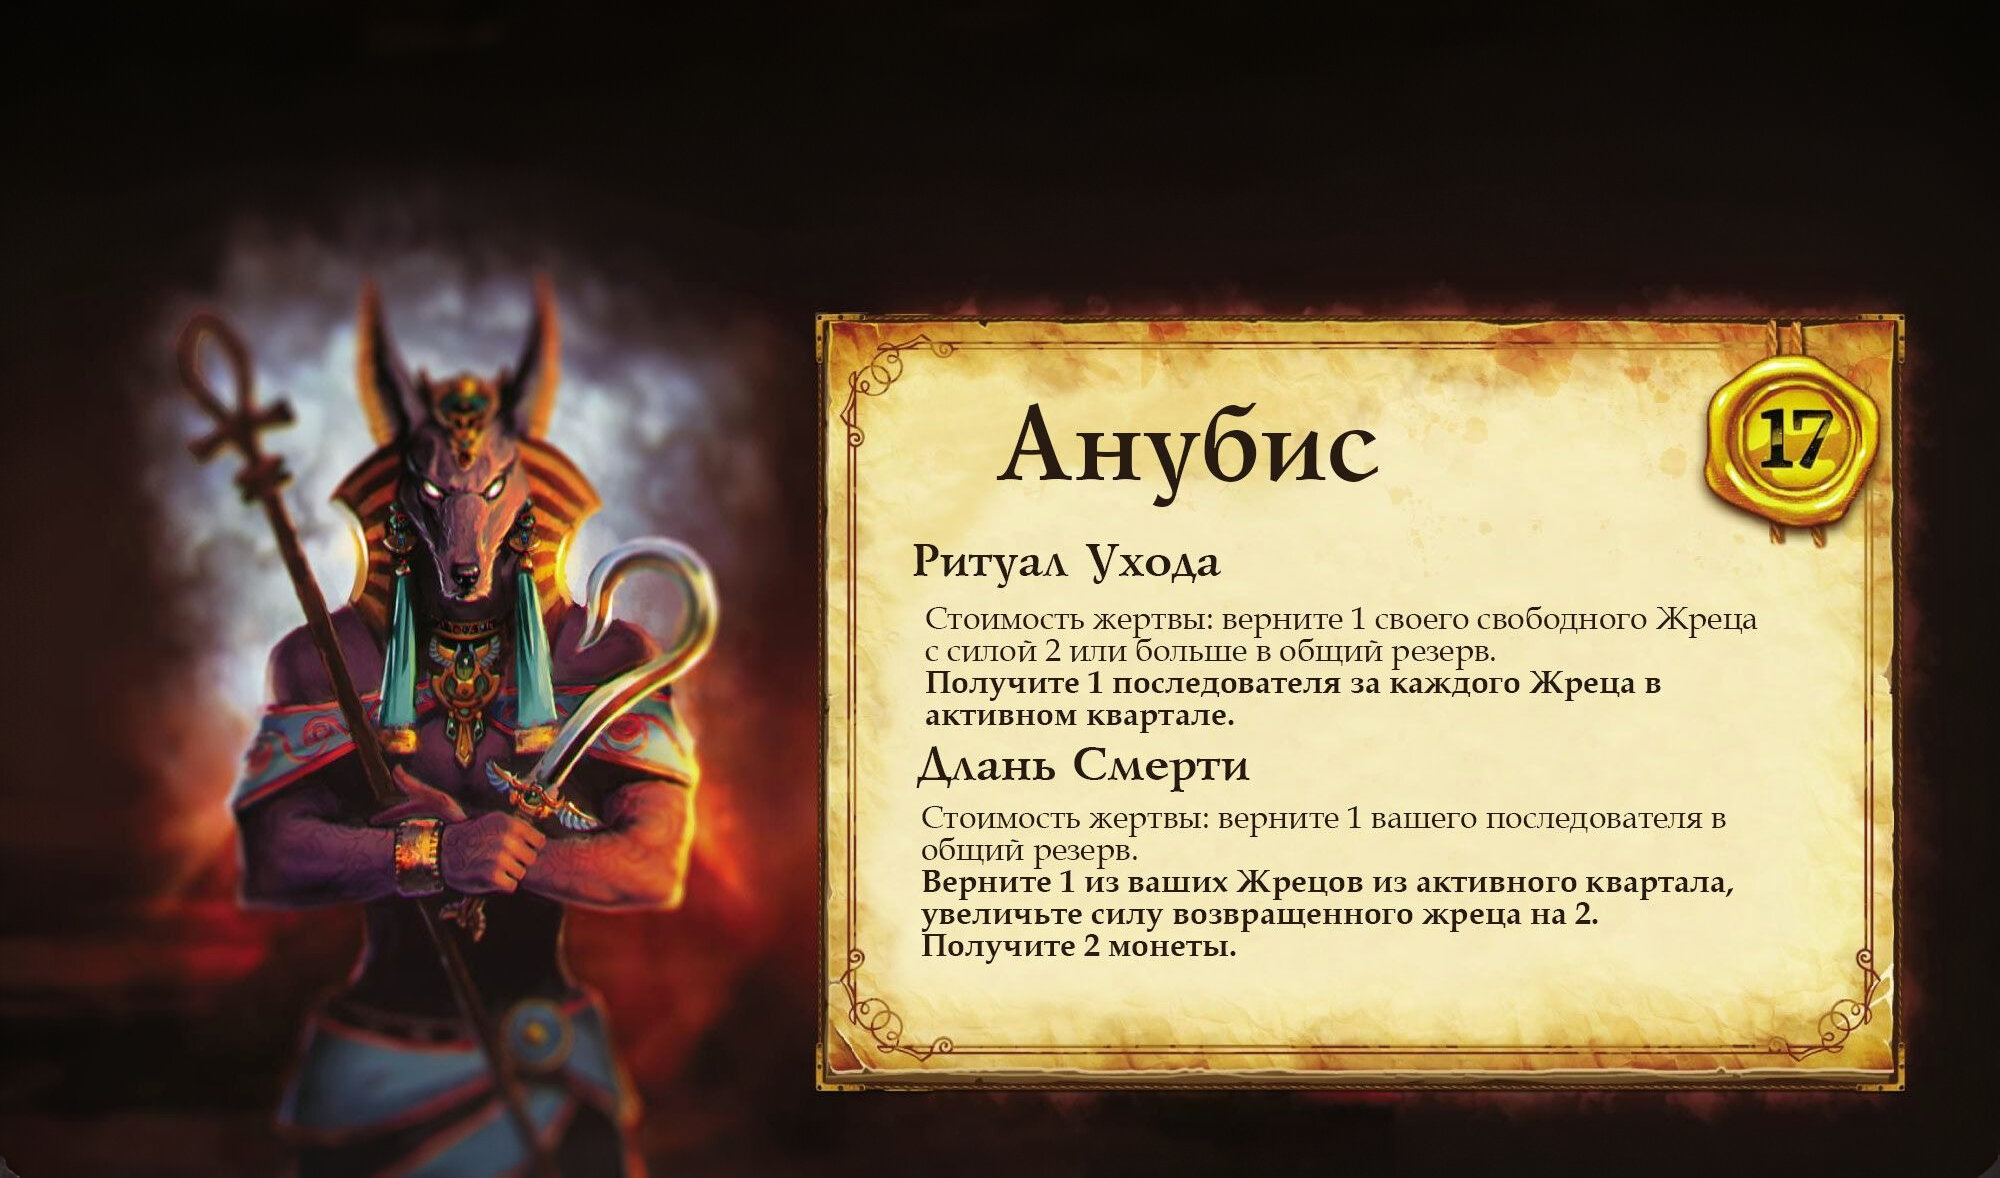 Анубис
17
Ритуал Ухода
Стоимость жертвы: верните 1 своего свободного Жреца
с силой 2 или больше в общий резерв.
Получите 1 последователя за каждого Жреца в
активном квартале.
Длань Смерти
Стоимость жертвы: верните 1 вашего последователя в
общий резерв.
Верните 1 из ваших Жрецов из активного квартала,
увеличьте силу возвращенного жреца на 2.
Получите 2 монеты.